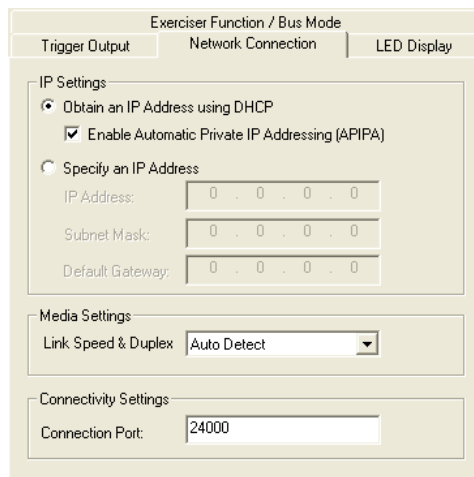 Exerciser Function / Bus Mode
Trigger Output Network Connection LED Display
IP Settings
Obtain an IP Address using DHCP
Enable Automatic Private IP Addressing (APIPA)
Specify an IP Address
IP Address: 0 . 0 . 0 . 0
Subnet Mask: 0 . 0 . 0 . 0
Default Gateway: 0 . 0 . 0 . 0
Media Settings
Link Speed & Duplex Auto Detect
Connectivity Settings
Connection Port: 24000